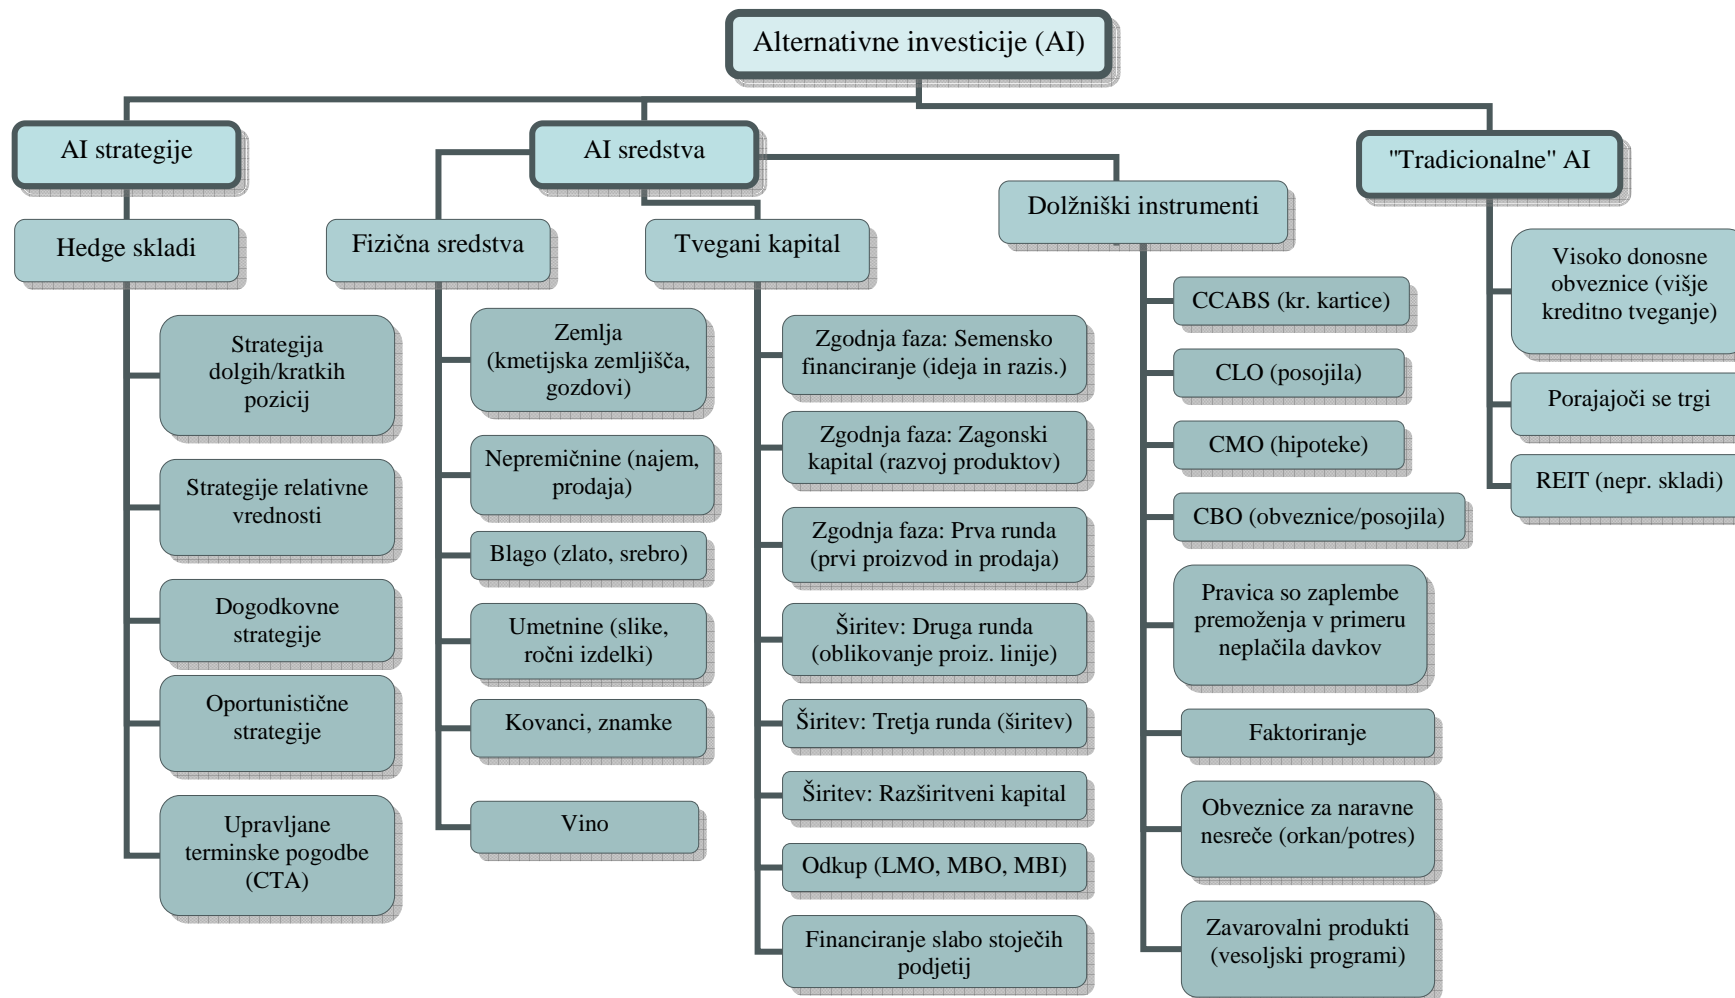 Alternativne investicije (AI)
AI strategije
AI sredstva
"Tradicionalne" AI
Hedge skladi
Fizična sredstva
Tvegani kapital
Dolžniški instrumenti
Strategija
dolgih/kratkih
pozicij
Strategije relativne
vrednosti
Dogodkovne
strategije
Oportunistične
strategije
Upravljane
terminske pogodbe
(CTA)
Zemlja
(kmetijska zemljišča,
gozdovi)
Nepremičnine (najem,
prodaja)
Blago (zlato, srebro)
Umetnine (slike,
ročni izdelki)
Kovanci, znamke
Vino
Zgodnja faza: Semensko
financiranje (ideja in razis.)
Zgodnja faza: Zagonski
kapital (razvoj produktov)
Zgodnja faza: Prva runda
(prvi proizvod in prodaja)
Širitev: Druga runda
(oblikovanje proiz. linije)
Širitev: Tretja runda (širitev)
Širitev: Razširitveni kapital
Odkup (LMO, MBO, MBI)
Financiranje slabo stoječih
podjetij
CCABS (kr. kartice)
CLO (posojila)
CMO (hipoteke)
CBO (obveznice/posojila)
Pravica so zaplembe
premoženja v primeru
neplačila davkov
Faktoriranje
Obveznice za naravne
nesreče (orkan/potres)
Zavarovalni produkti
(vesoljski programi)
Visoko donosne
obveznice (višje
kreditno tveganje)
Porajajoči se trgi
REIT (nepr. skladi)